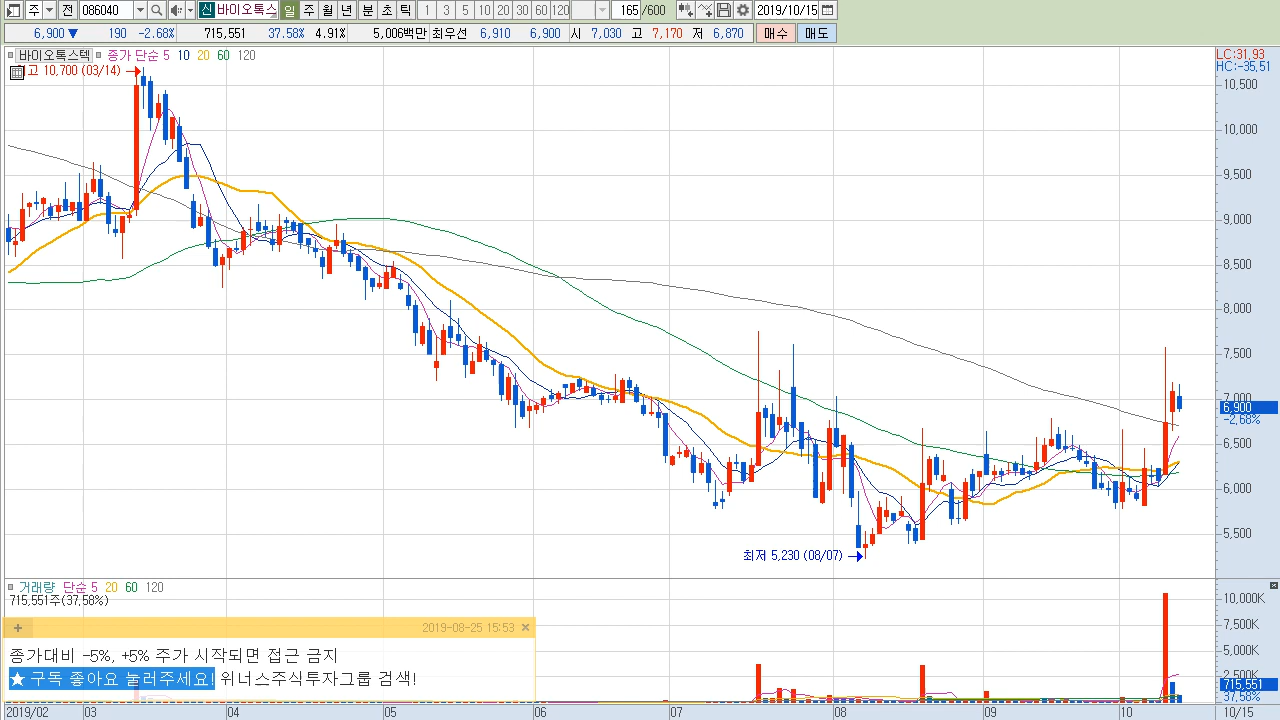 주 전 086040 신 바이오톡스 일 주 월 년 분 초 틱 1 3 5 10 20 30 60 120 165 /600 2019/10/15
6,900 ▼ 190 -2.68% 715,551 37.58% 4.91% 5,006백만 최우선 6,910 6,900 시 7,030 고 7,170 저 6,870 매수 매도
바이오톡스텍 종가 단순 5 10 20 60 120
고 10,700 (03/14)
LC:31,93
HC:-35,51
10,500
10,000
9,500
9,000
8,500
8,000
7,500
7,000
6,900
-2,68%
6,500
6,000
5,500
최저 5,230 (08/07)
거래량 단순 5 20 60 120
715,551주(37,58%)
10,000K
7,500K
5,000K
2,500K
715,551
37,58%
2019-08-25 15:53
종가대비 -5%, +5% 주가 시작되면 접근 금지
★ 구독 좋아요 눌러주세요! 위너스주식투자그룹 검색!
2019/02 03 04 05 06 07 08 09 10 10/15